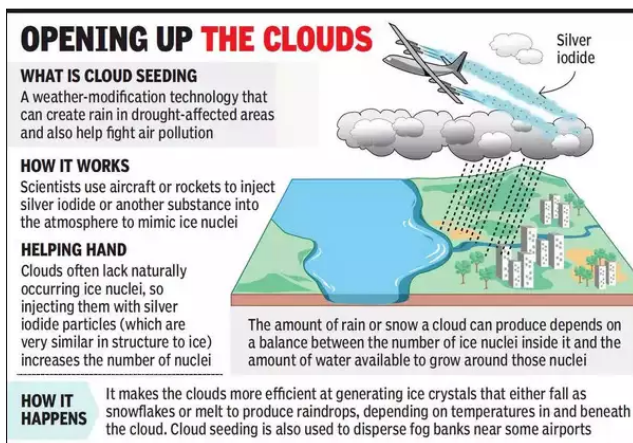 OPENING UP THE CLOUDS
WHAT IS CLOUD SEEDING
A weather-modification technology that
can create rain in drought-affected areas
and also help fight air pollution
Silver
iodide
HOW IT WORKS
Scientists use aircraft or rockets to inject
silver iodide or another substance into
the atmosphere to mimic ice nuclei
HELPING HAND
Clouds often lack naturally
occurring ice nuclei, so
injecting them with silver
iodide particles (which are
very similar in structure to ice)
increases the number of nuclei
The amount of rain or snow a cloud can produce depends on
a balance between the number of ice nuclei inside it and the
amount of water available to grow around those nuclei
HOW IT
HAPPENS
It makes the clouds more efficient at generating ice crystals that either fall as
snowflakes or melt to produce raindrops, depending on temperatures in and beneath
the cloud. Cloud seeding is also used to disperse fog banks near some airports